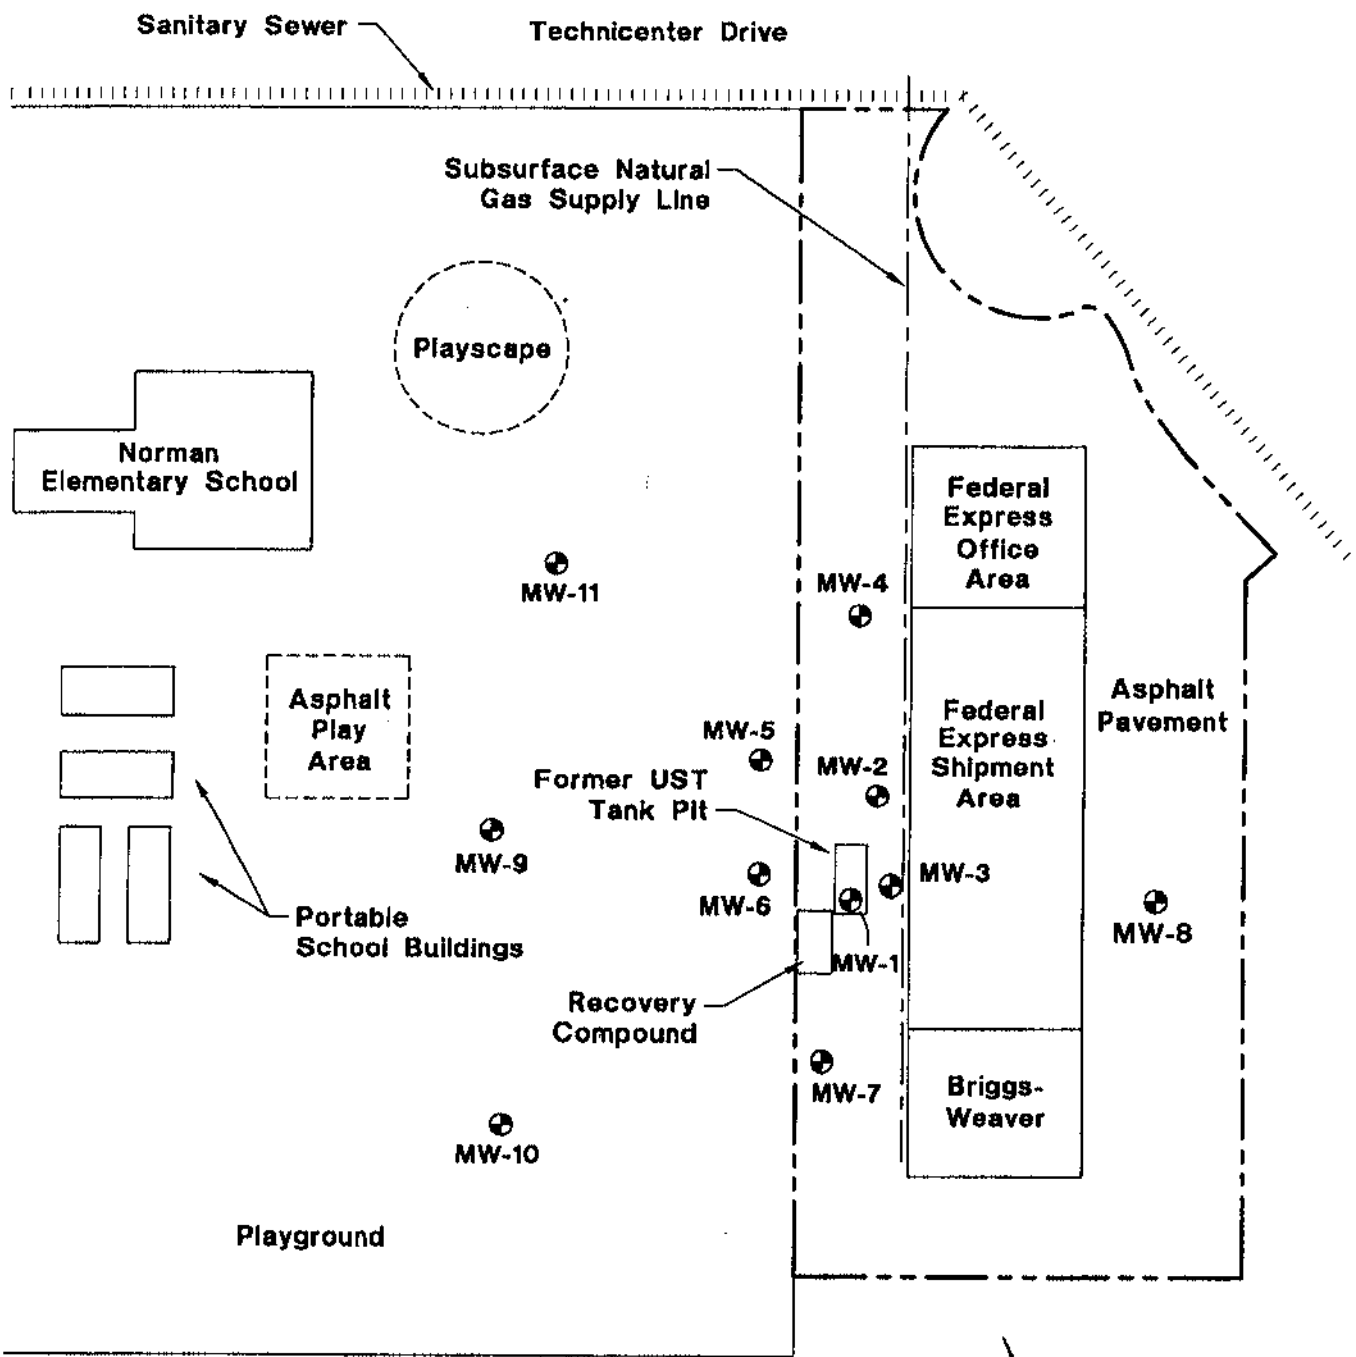 Sanitary Sewer
Technicenter Drive
Subsurface Natural
Gas Supply Line
Playscape
Norman
Elementary School
Federal
Express
Office
Area
MW-11
MW-4
Asphalt
Play
Area
Asphalt
Pavement
Federal
Express
Shipment
Area
MW-5
MW-2
Former UST
Tank Pit
MW-9
MW-6
MW-3
MW-8
Portable
School Buildings
MW-1
Recovery
Compound
MW-7
Briggs-
Weaver
MW-10
Playground